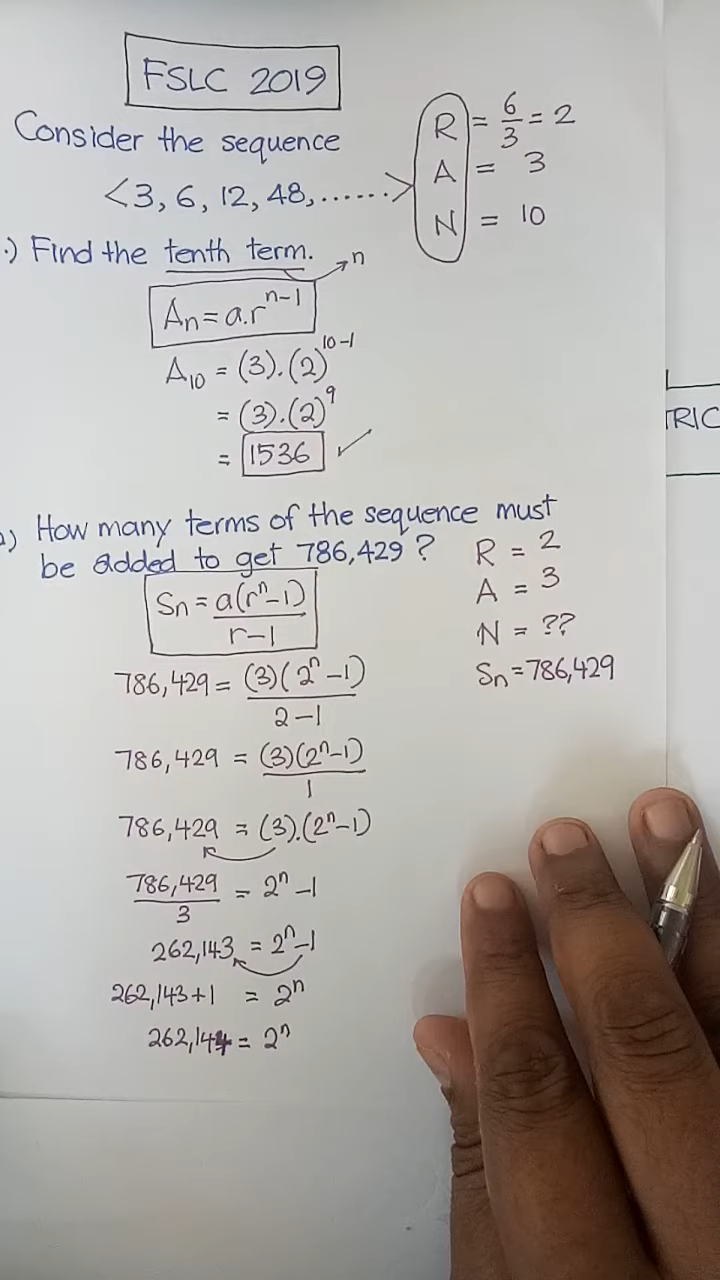 FSLC 2019
Consider the sequence
<3, 6, 12, 48, ......>
R = 6/3 = 2
A = 3
N = 10
.) Find the tenth term. → n
An = a.r^n-1
A10 = (3).(2)^10-1
= (3).(2)^9
= 1536 ✓
) How many terms of the sequence must
be added to get 786,429?
R = 2
A = 3
N = ??
Sn = 786,429
Sn = a(r^n-1)/r-1
786,429 = (3)(2^n-1)/2-1
786,429 = (3)(2^n-1)/1
786,429 = (3).(2^n-1)
786,429/3 = 2^n-1
262,143 = 2^n-1
262,143+1 = 2^n
262,144 = 2^n
TRIC